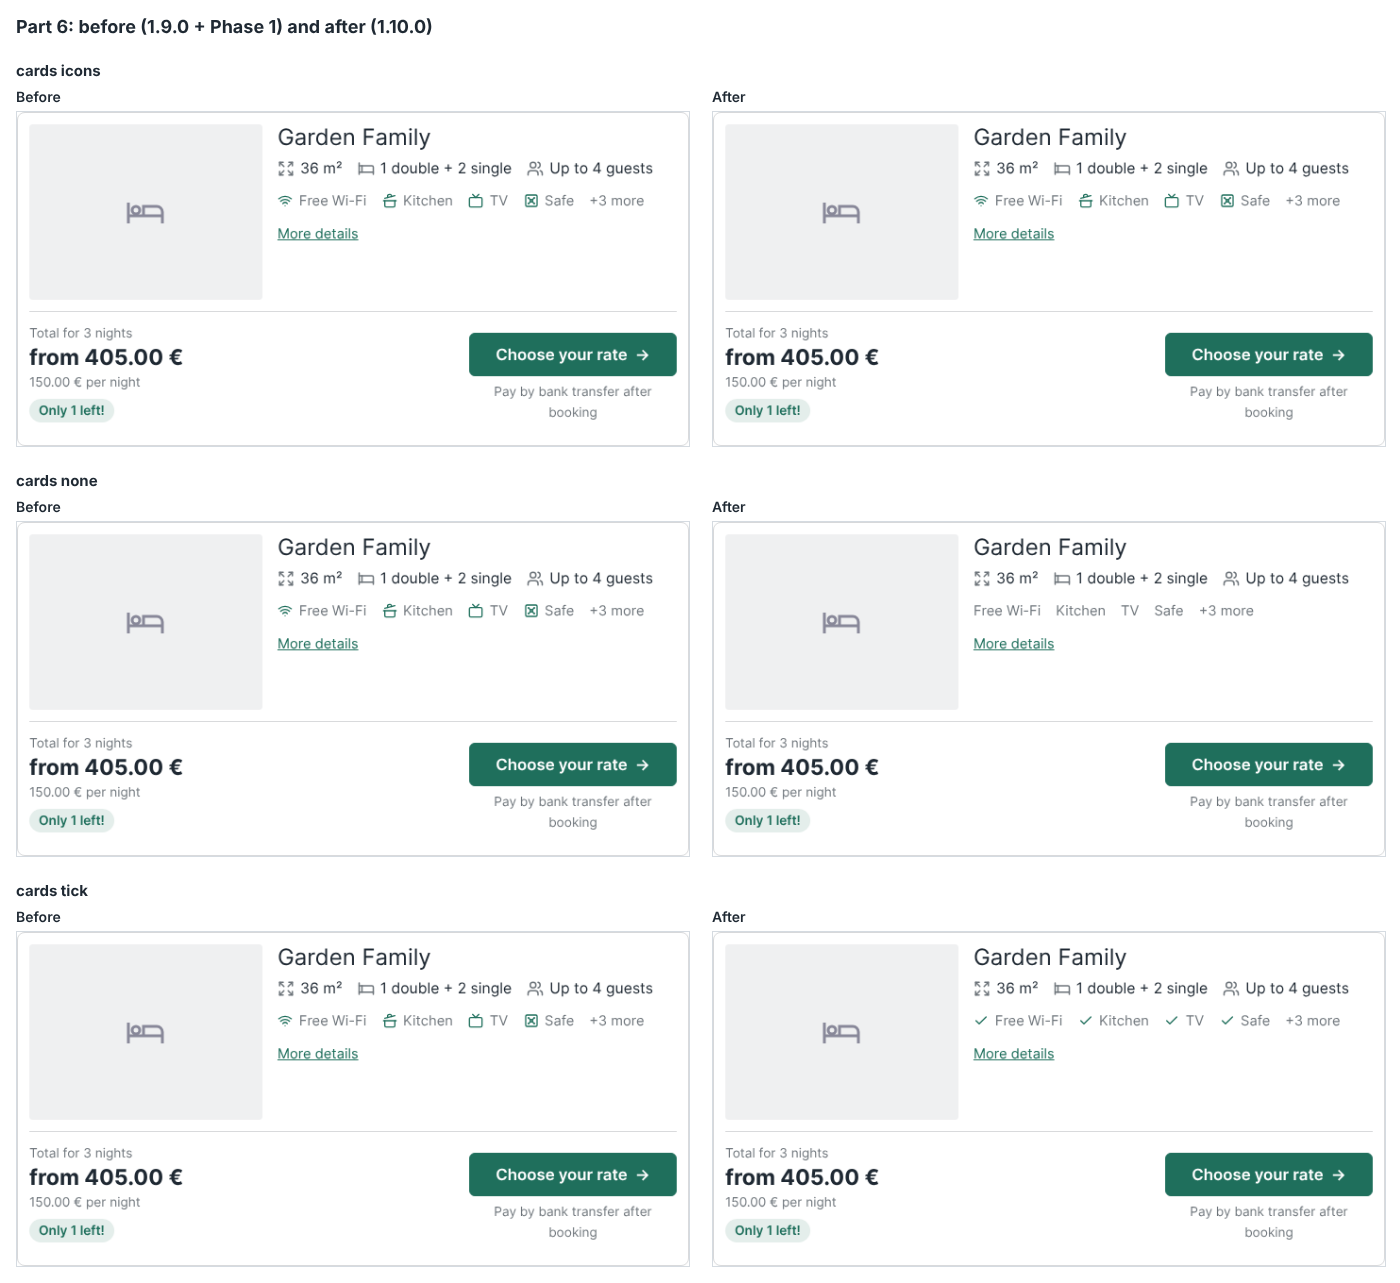 Part 6: before (1.9.0 + Phase 1) and after (1.10.0)
cards icons
Before
Garden Family
36 m² 1 double + 2 single Up to 4 guests
Free Wi-Fi Kitchen TV Safe +3 more
More details
Total for 3 nights
from 405.00 €
150.00 € per night
Only 1 left!
Choose your rate →
Pay by bank transfer after
booking
After
Garden Family
36 m² 1 double + 2 single Up to 4 guests
Free Wi-Fi Kitchen TV Safe +3 more
More details
Total for 3 nights
from 405.00 €
150.00 € per night
Only 1 left!
Choose your rate →
Pay by bank transfer after
booking
cards none
Before
Garden Family
36 m² 1 double + 2 single Up to 4 guests
Free Wi-Fi Kitchen TV Safe +3 more
More details
Total for 3 nights
from 405.00 €
150.00 € per night
Only 1 left!
Choose your rate →
Pay by bank transfer after
booking
After
Garden Family
36 m² 1 double + 2 single Up to 4 guests
Free Wi-Fi Kitchen TV Safe +3 more
More details
Total for 3 nights
from 405.00 €
150.00 € per night
Only 1 left!
Choose your rate →
Pay by bank transfer after
booking
cards tick
Before
Garden Family
36 m² 1 double + 2 single Up to 4 guests
Free Wi-Fi Kitchen TV Safe +3 more
More details
Total for 3 nights
from 405.00 €
150.00 € per night
Only 1 left!
Choose your rate →
Pay by bank transfer after
booking
After
Garden Family
36 m² 1 double + 2 single Up to 4 guests
✓ Free Wi-Fi ✓ Kitchen ✓ TV ✓ Safe +3 more
More details
Total for 3 nights
from 405.00 €
150.00 € per night
Only 1 left!
Choose your rate →
Pay by bank transfer after
booking